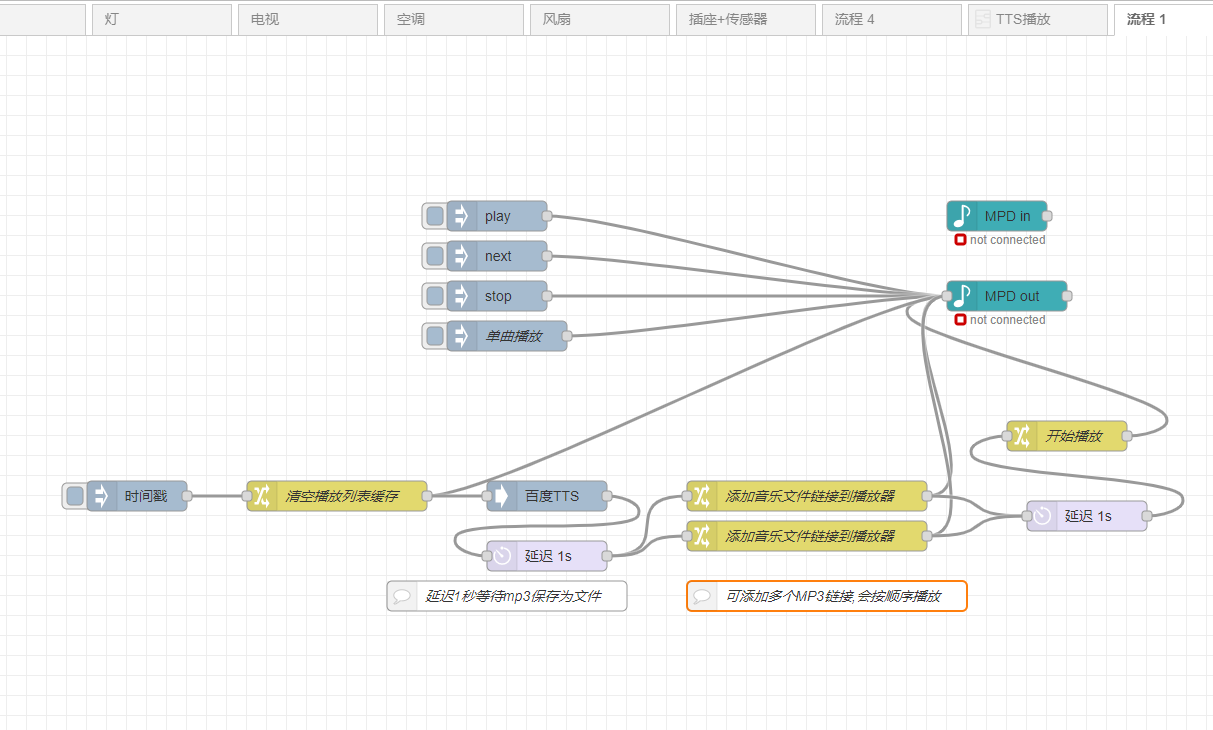 灯
电视
空调
风扇
插座+传感器
流程 4
TTS播放
流程 1
play
MPD in
not connected
next
stop
MPD out
not connected
单曲播放
开始播放
时间戳
清空播放列表缓存
百度TTS
添加音乐文件链接到播放器
延迟 1s
添加音乐文件链接到播放器
延迟 1s
延迟1秒等待mp3保存为文件
可添加多个MP3链接,会按顺序播放